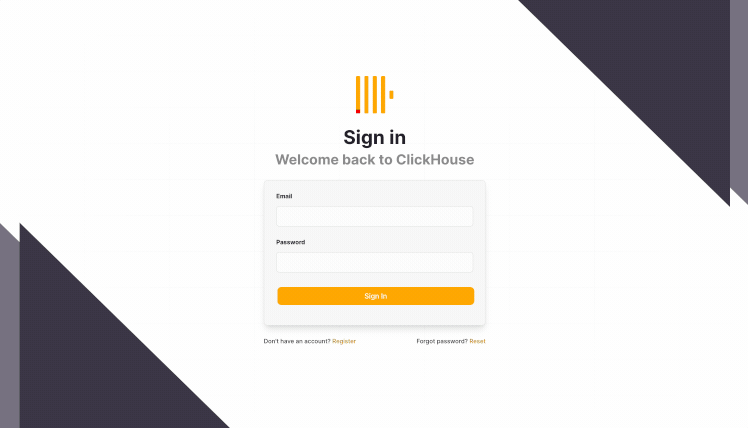 Sign in
Welcome back to ClickHouse
Email
Password
Sign In
Don't have an account? Register
Forgot password? Reset